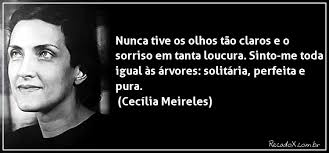 Nunca tive os olhos tão claros e o
sorriso em tanta loucura. Sinto-me toda
igual às árvores: solitária, perfeita e
pura.
(Cecília Meireles)
RecadoX.com.br